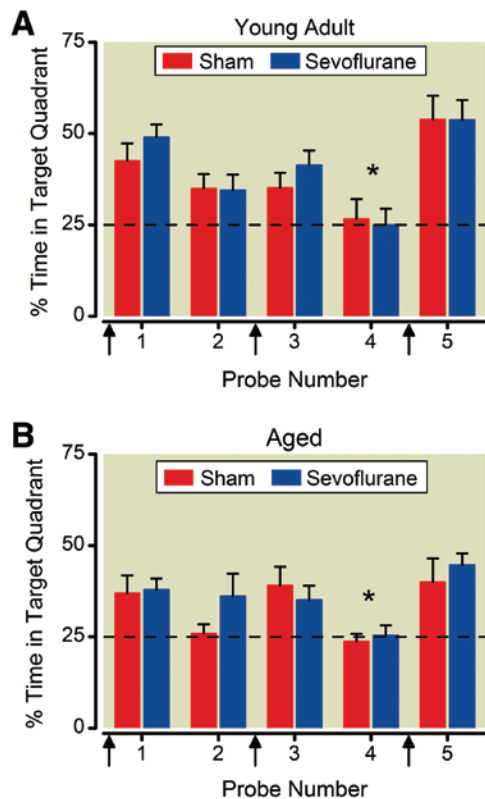 A
Young Adult
75
Sham Sevoflurane
50
*
25
0
% Time in Target Quadrant
1 2 3 4 5
Probe Number
B
Aged
75
Sham Sevoflurane
50
*
25
0
% Time in Target Quadrant
1 2 3 4 5
Probe Number